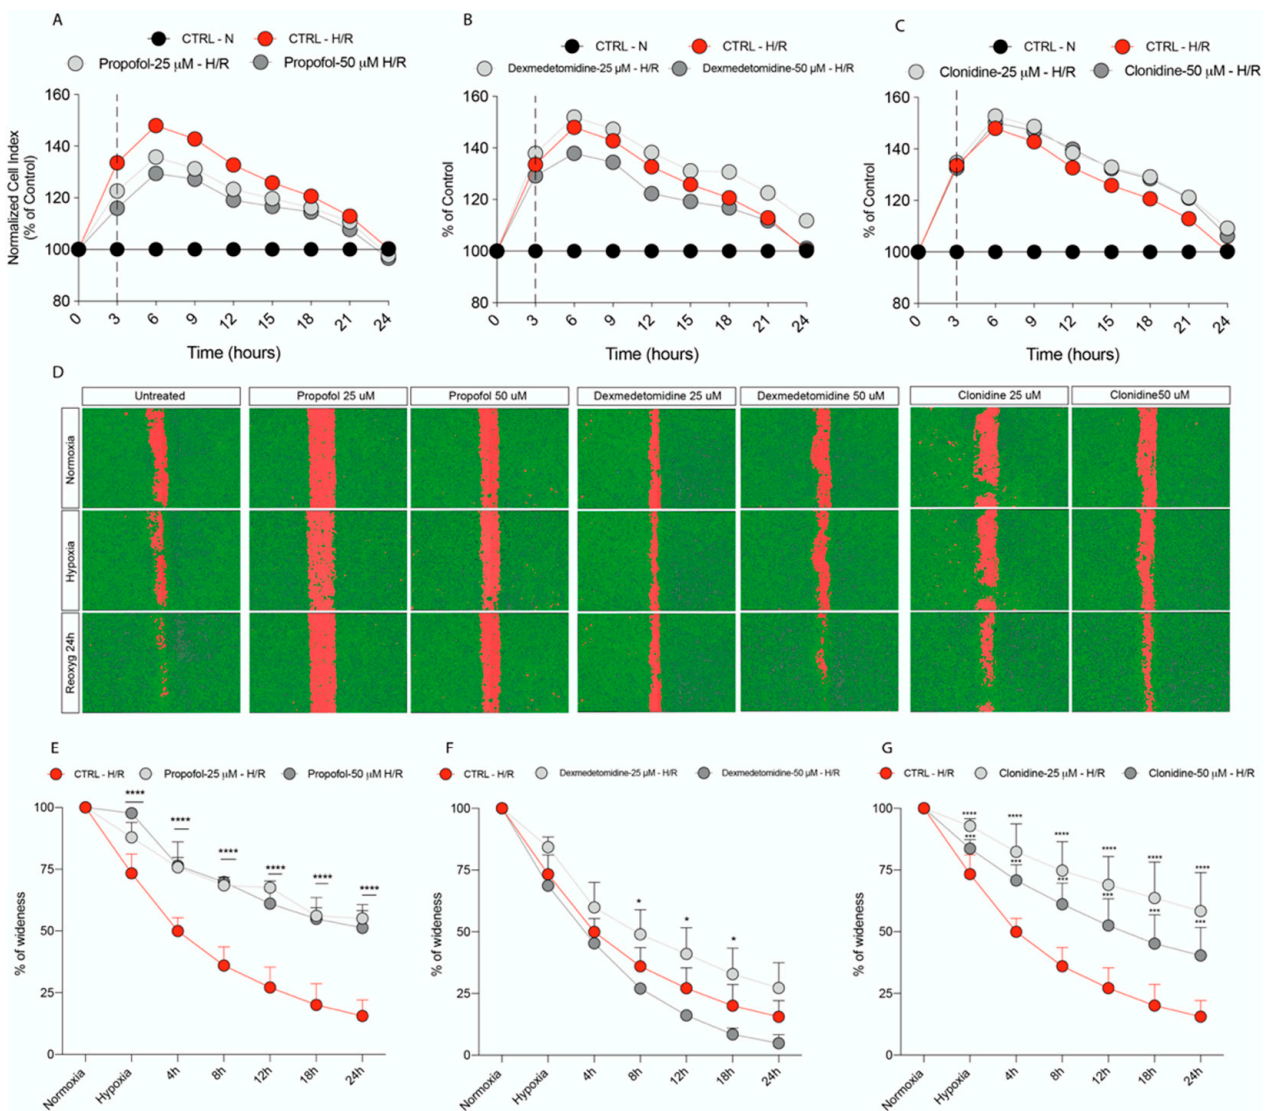 A
CTRL - N
CTRL - H/R
Propofol-25 μM - H/R
Propofol-50 μM H/R
Normalized Cell Index
(% of Control)
160
140
120
100
80
0
3
6
9
12
15
18
21
24
Time (hours)
B
CTRL - N
CTRL - H/R
Dexmedetomidine-25 μM - H/R
Dexmedetomidine-50 μM - H/R
% of Control
160
140
120
100
80
0
3
6
9
12
15
18
21
24
Time (hours)
C
CTRL - N
CTRL - H/R
Clonidine-25 μM - H/R
Clonidine-50 μM - H/R
% of Control
160
140
120
100
80
0
3
6
9
12
15
18
21
24
Time (hours)
D
Untreated
Propofol 25 uM
Propofol 50 uM
Dexmedetomidine 25 uM
Dexmedetomidine 50 uM
Clonidine 25 uM
Clonidine50 uM
Normoxia
Hypoxia
Reoxyg 24h
E
CTRL - H/R
Propofol-25 μM - H/R
Propofol-50 μM H/R
% of wideness
100
75
50
25
0
****
****
****
****
****
****
Normoxia
Hypoxia
4h
8h
12h
18h
24h
F
CTRL - H/R
Dexmedetomidine-25 μM - H/R
Dexmedetomidine-50 μM - H/R
% of wideness
100
75
50
25
0
*
*
*
Normoxia
Hypoxia
4h
8h
12h
18h
24h
G
CTRL - H/R
Clonidine-25 μM - H/R
Clonidine-50 μM - H/R
% of wideness
100
75
50
25
0
****
****
****
****
****
****
***
***
***
***
***
***
Normoxia
Hypoxia
4h
8h
12h
18h
24h